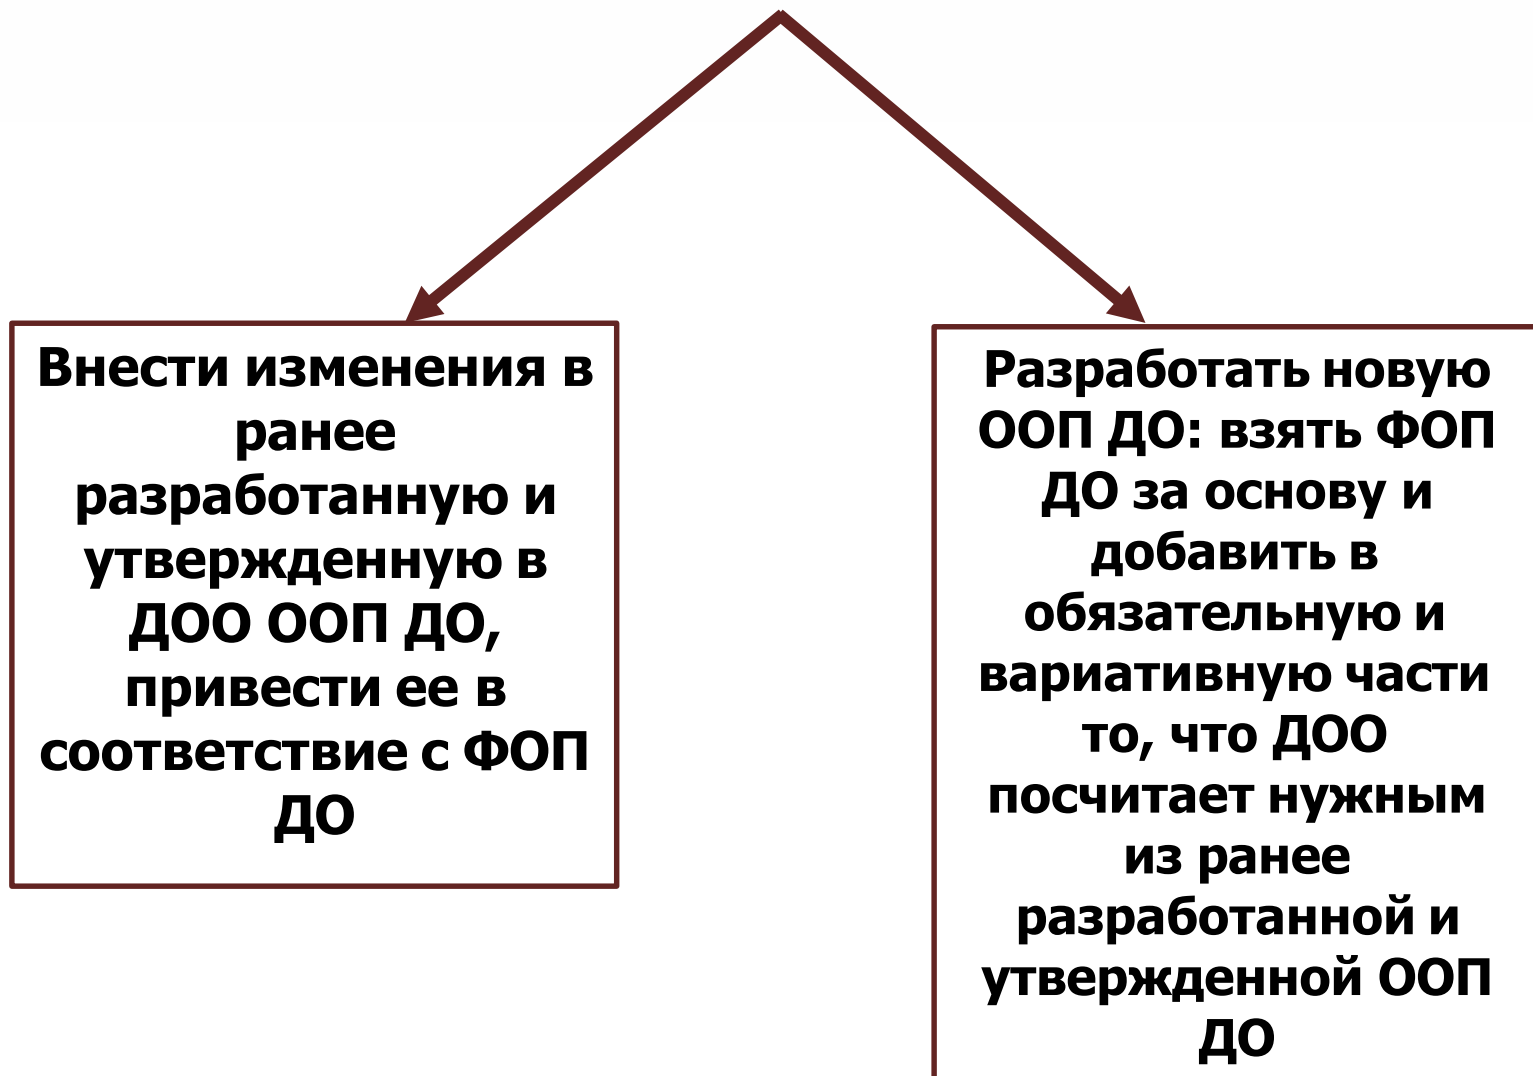 Внести изменения в
ранее
разработанную и
утвержденную в
ДОО ООП ДО,
привести ее в
соответствие с ФОП
ДО
Разработать новую
ООП ДО: взять ФОП
ДО за основу и
добавить в
обязательную и
вариативную части
то, что ДОО
посчитает нужным
из ранее
разработанной и
утвержденной ООП
ДО